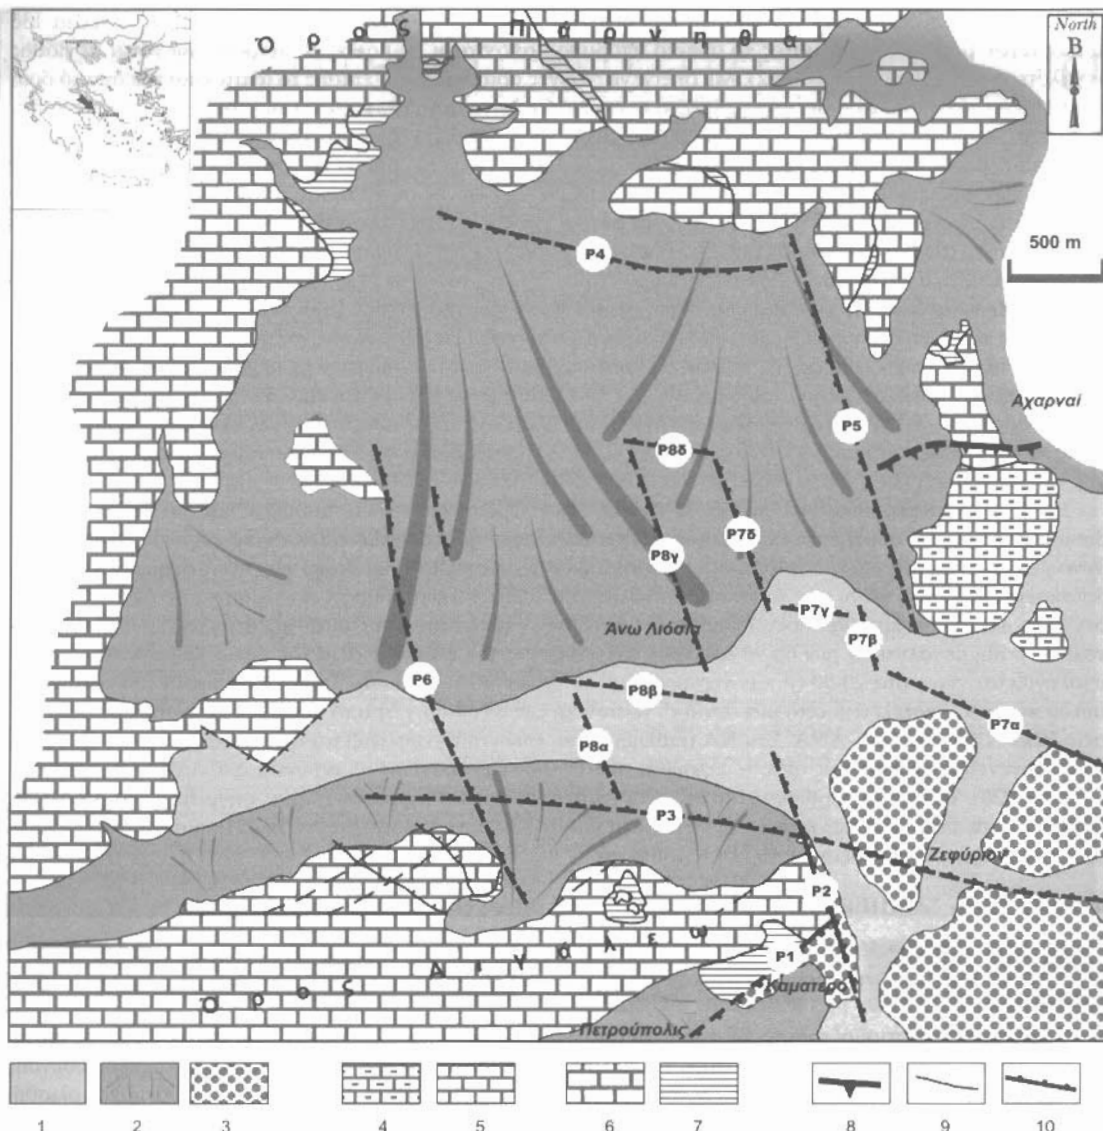 Όρος Πάρνηθα
North
Β
500 m
P4
P5
Αχαρναί
P8δ
P7δ
P8γ
P7γ
P7β
Άνω Λιόσια
P6
P8β
P7α
P8α
P3
Ζεφύριον
P2
Όρος Αιγάλεω
P1
Καματερό
Πετρούπολις
1 2 3 4 5 6 7 8 9 10